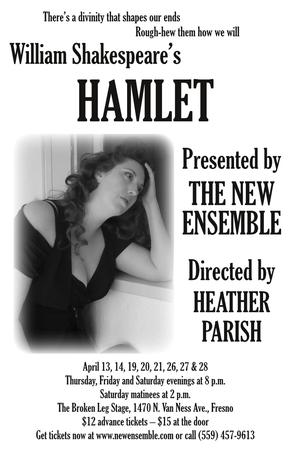 There's a divinity that shapes our ends
Rough-hew them how we will
William Shakespeare's
HAMLET
Presented by
THE NEW
ENSEMBLE
Directed by
HEATHER
PARISH
April 13, 14, 19, 20, 21, 26, 27 & 28
Thursday, Friday and Saturday evenings at 8 p.m.
Saturday matinees at 2 p.m.
The Broken Leg Stage, 1470 N. Van Ness Ave., Fresno
$12 advance tickets – $15 at the door
Get tickets now at www.newensemble.com or call (559) 457-9613